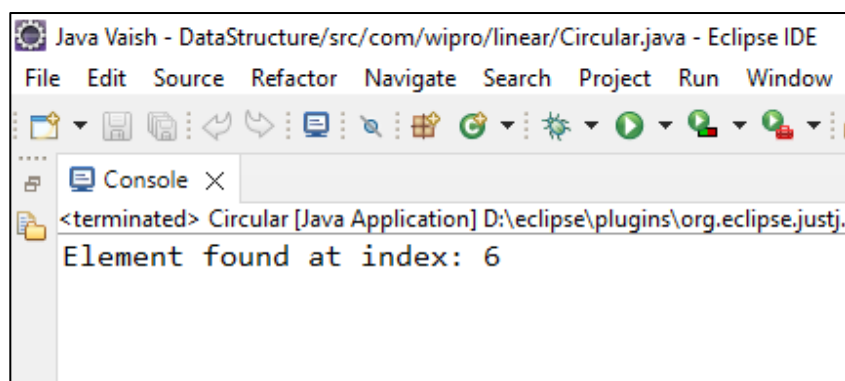 Java Vaish - DataStructure/src/com/wipro/linear/Circular.java - Eclipse IDE
File Edit Source Refactor Navigate Search Project Run Window
Console
<terminated> Circular [Java Application] D:\eclipse\plugins\org.eclipse.justj.
Element found at index: 6